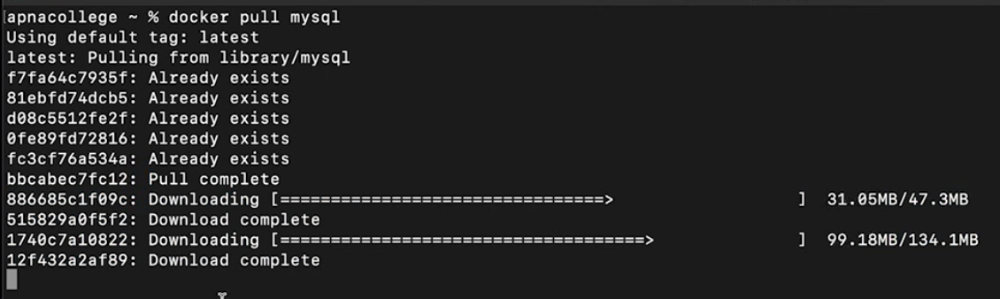 [apnacollege ~ % docker pull mysql
Using default tag: latest
latest: Pulling from library/mysql
f7fa64c7935f: Already exists
81ebfd74dcb5: Already exists
d08c5512fe2f: Already exists
0fe89fd72816: Already exists
fc3cf76a534a: Already exists
bbcabec7fc12: Pull complete
886685c1f09c: Downloading [================================>                  ]  31.05MB/47.3MB
515829a0f5f2: Download complete
1740c7a10822: Downloading [====================================>              ]  99.18MB/134.1MB
12f432a2af89: Download complete